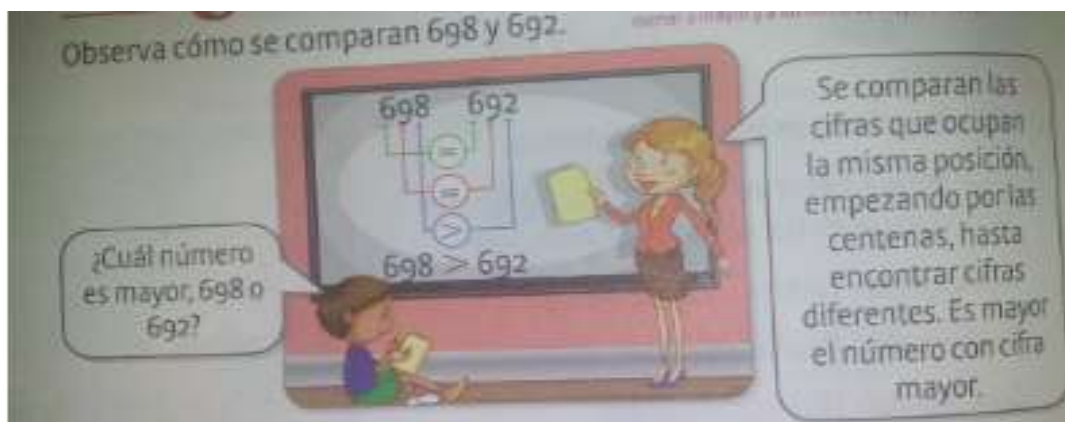 Observa cómo se comparan 698 y 692.
698 692
=
=
>
698 > 692
¿Cuál número
es mayor, 698 o
692?
Se comparan las
cifras que ocupan
la misma posición,
empezando por las
centenas, hasta
encontrar cifras
diferentes. Es mayor
el número con cifra
mayor.